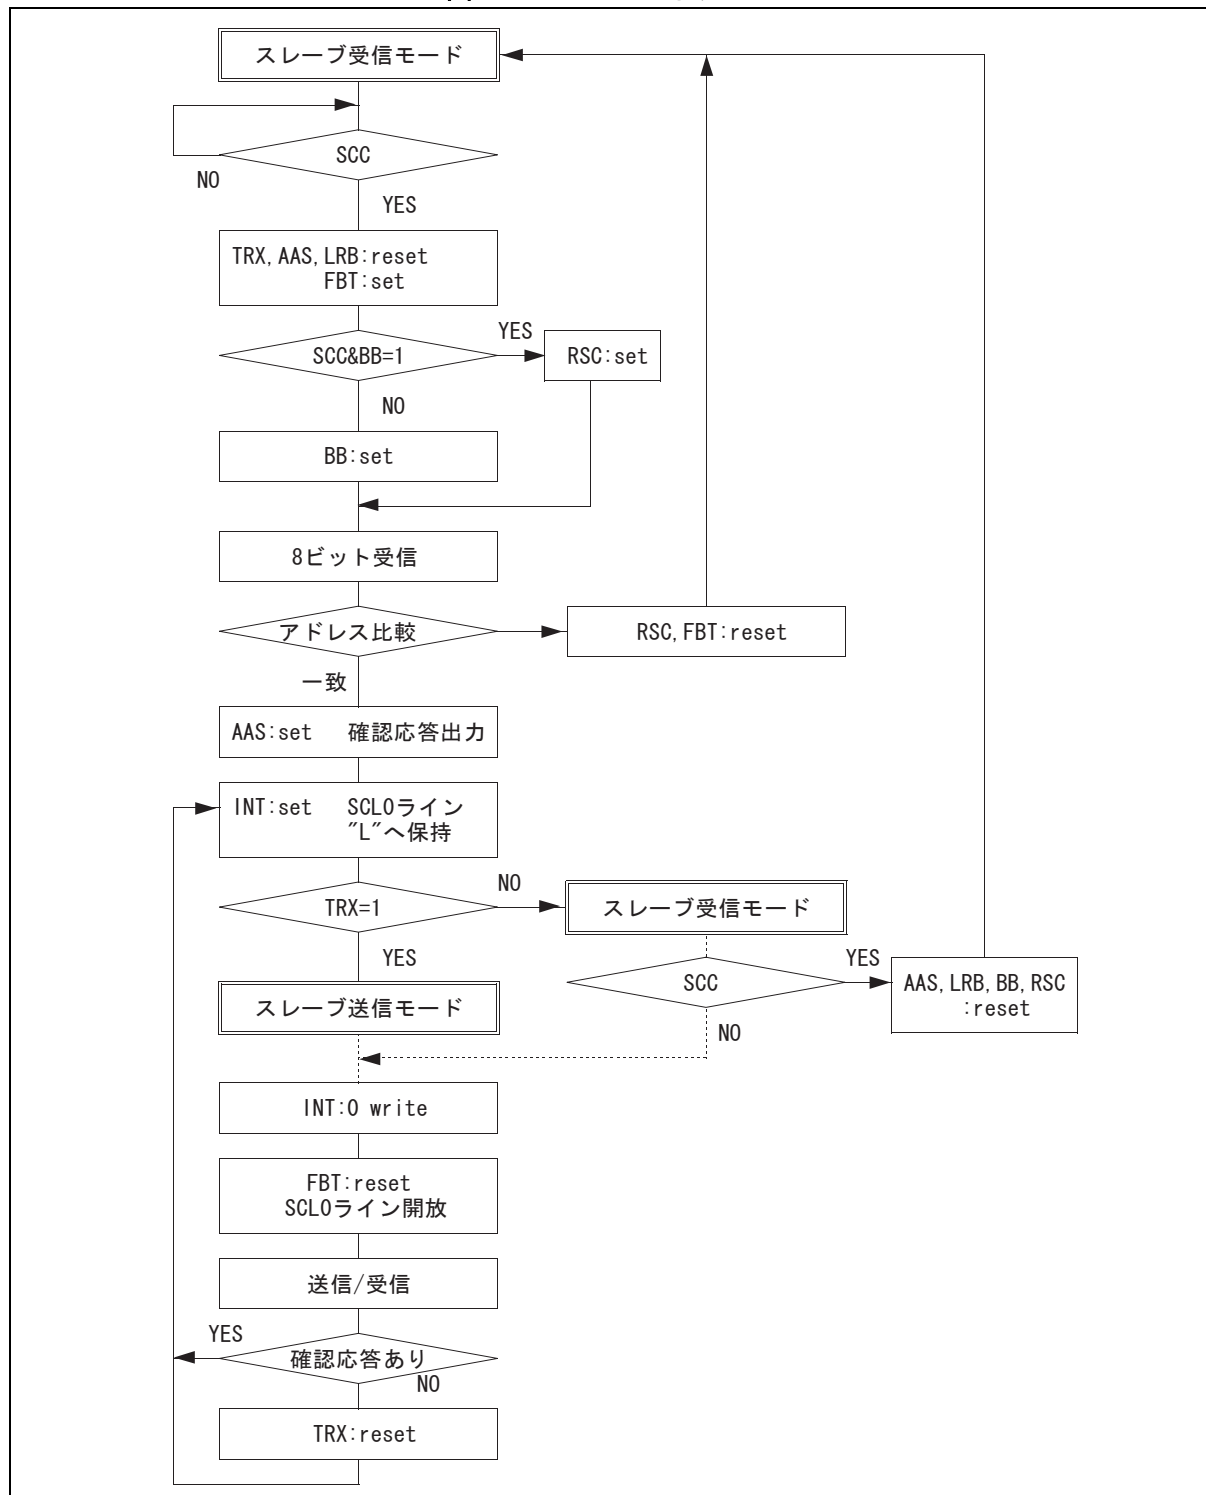 スレーブ受信モード
SCC
NO
YES
TRX,AAS,LRB:reset
FBT:set
SCC&BB=1
YES
RSC:set
NO
BB:set
8ビット受信
アドレス比較
RSC,FBT:reset
一致
AAS:set 確認応答出力
INT:set SCL0ライン
"L"へ保持
TRX=1
NO
スレーブ受信モード
YES
SCC
YES
AAS,LRB,BB,RSC
:reset
スレーブ送信モード
NO
INT:0 write
FBT:reset
SCL0ライン開放
送信/受信
YES
確認応答あり
NO
TRX:reset